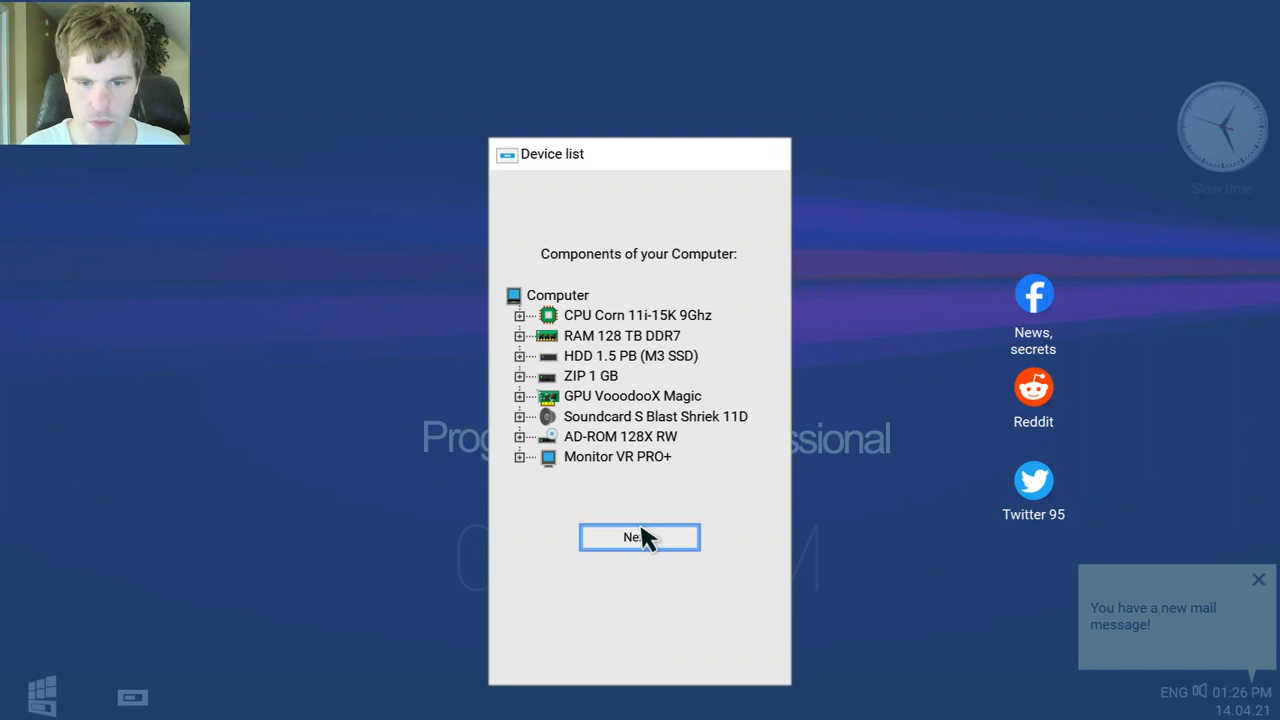 Device list
Components of your Computer:
Computer
CPU Corn 11i-15K 9Ghz
RAM 128 TB DDR7
HDD 1.5 PB (M3 SSD)
ZIP 1 GB
GPU VooodooX Magic
Soundcard S Blast Shriek 11D
AD-ROM 128X RW
Monitor VR PRO+
Slow time
News,
secrets
Reddit
Twitter 95
You have a new mail
message!
ENG 01:26 PM
14.04.21